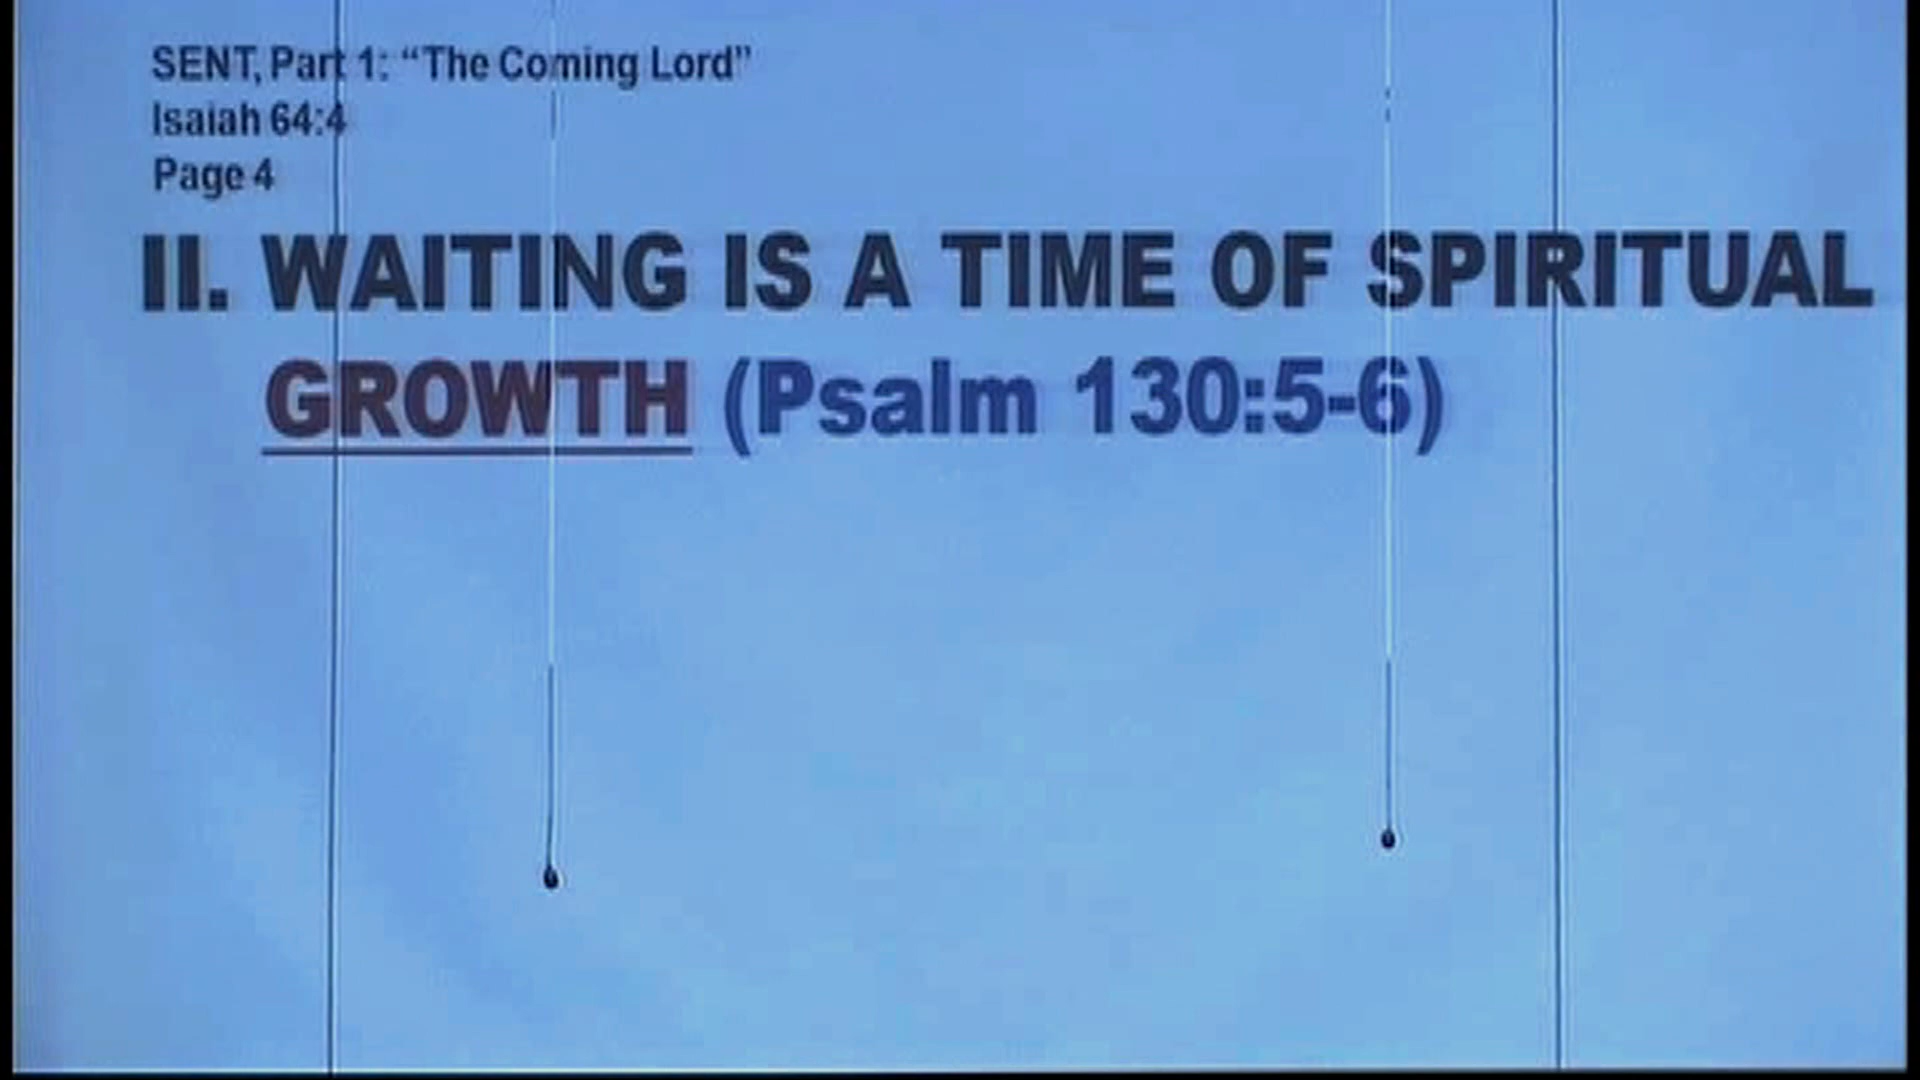 SENT, Part 1: “The Coming Lord”
Isaiah 64:4
Page 4
II. WAITING IS A TIME OF SPIRITUAL
GROWTH (Psalm 130:5-6)